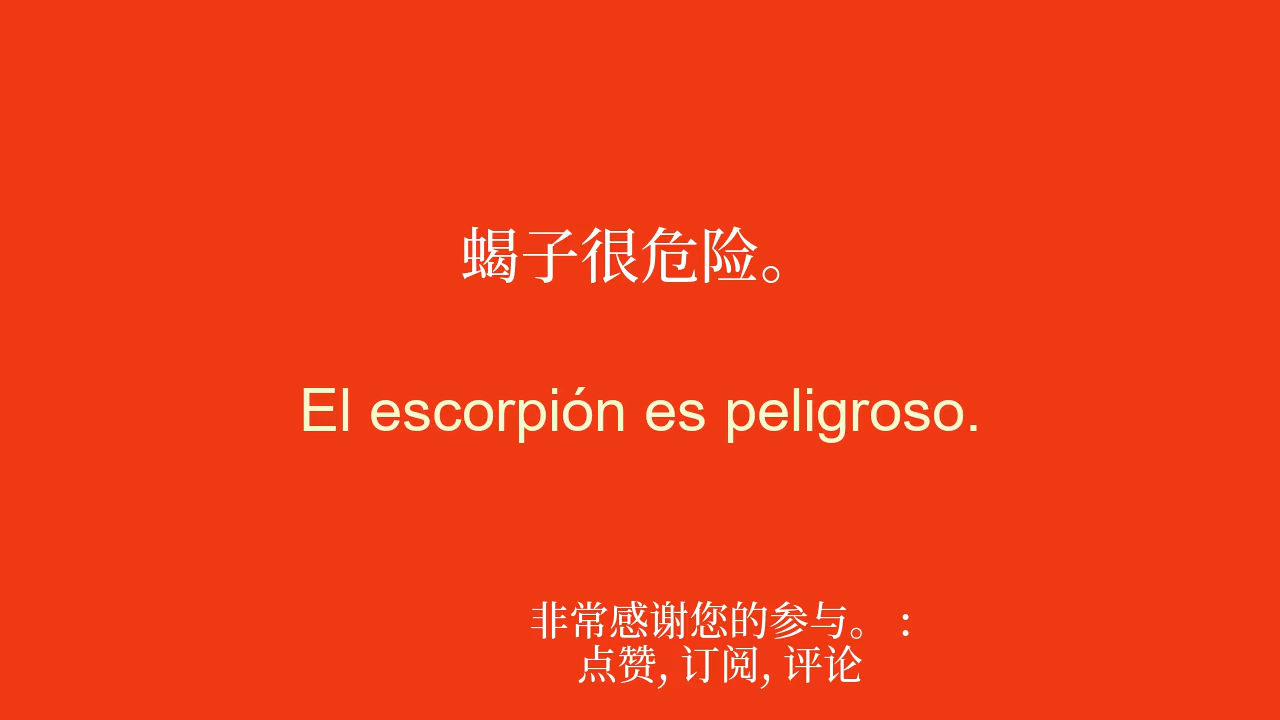 蝎子很危险。
El escorpión es peligroso.
非常感谢您的参与。 :
点赞, 订阅, 评论